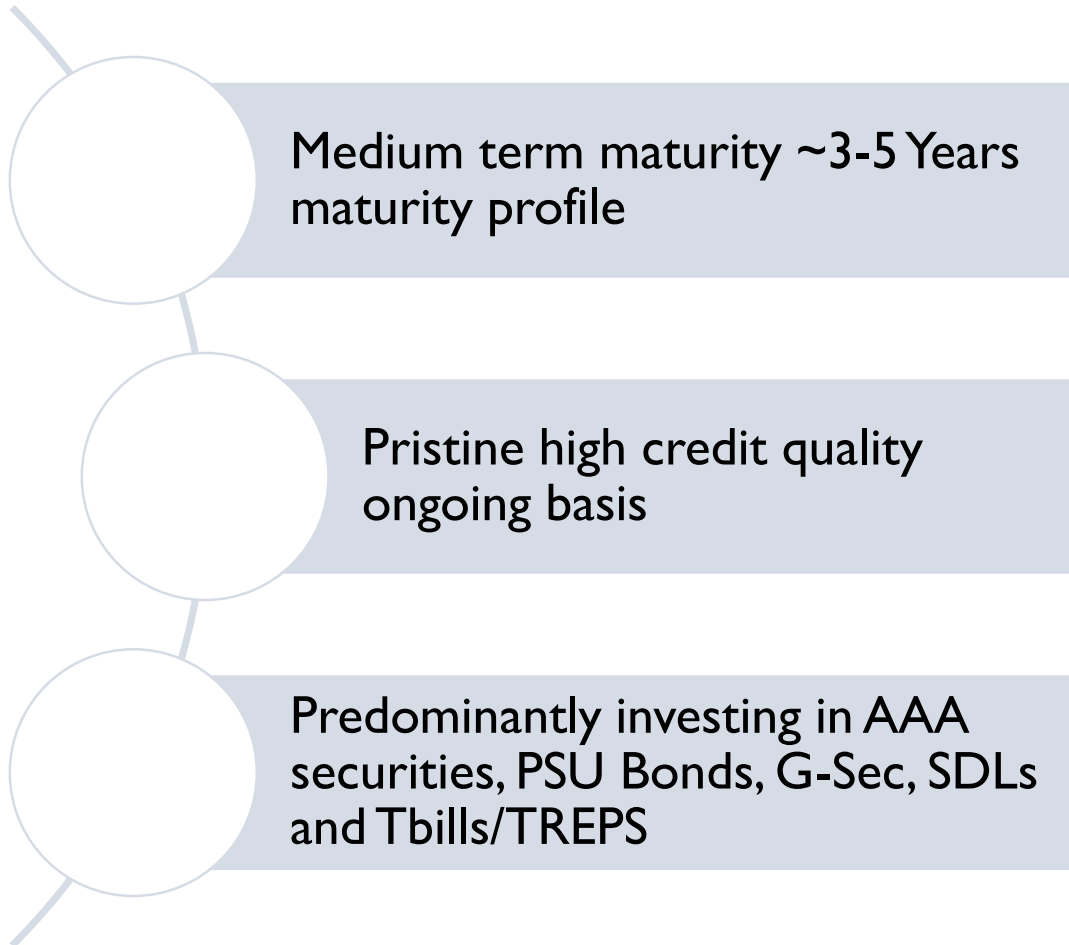 Medium term maturity ~3-5 Years
maturity profile
Pristine high credit quality
ongoing basis
Predominantly investing in AAA
securities, PSU Bonds, G-Sec, SDLs
and Tbills/TREPS